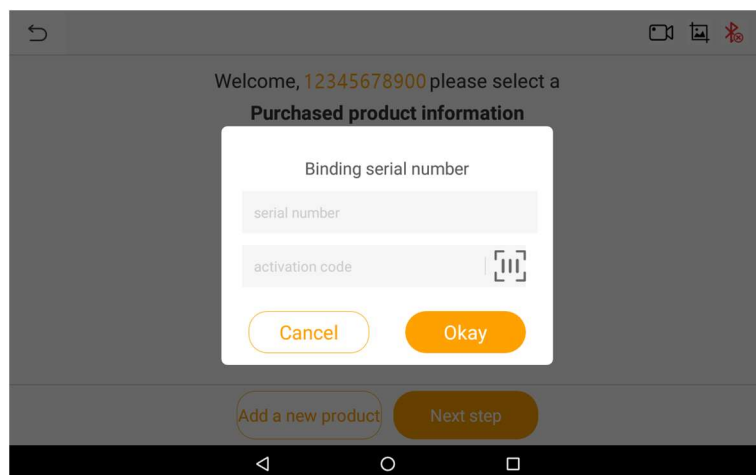 Welcome, 12345678900 please select a
Purchased product information
Binding serial number
serial number
activation code
Cancel
Okay
Add a new product
Next step